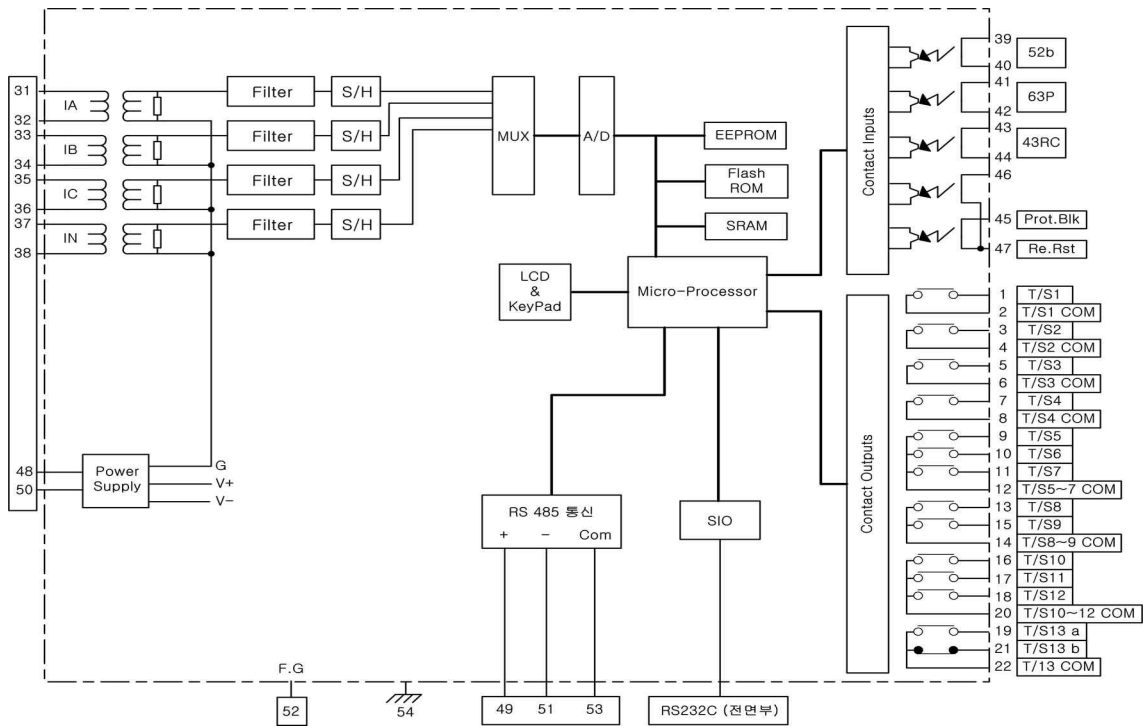 31
IA
32
33
IB
34
35
IC
36
37
IN
38
Filter
S/H
Filter
S/H
Filter
S/H
Filter
S/H
MUX
A/D
EEPROM
Flash
ROM
SRAM
LCD
&
KeyPad
Micro-Processor
Contact Inputs
39
52b
40
41
63P
42
43
43RC
44
46
45 Prot.Blk
47 Re.Rst
Contact Outputs
1 T/S1
2 T/S1 COM
3 T/S2
4 T/S2 COM
5 T/S3
6 T/S3 COM
7 T/S4
8 T/S4 COM
9 T/S5
10 T/S6
11 T/S7
12 T/S5~7 COM
13 T/S8
15 T/S9
14 T/S8~9 COM
16 T/S10
17 T/S11
18 T/S12
20 T/S10~12 COM
19 T/S13 a
21 T/S13 b
22 T/13 COM
48
50
Power
Supply
G
V+
V-
RS 485 통신
+ - Com
SIO
F.G
52
54
49 51 53
RS232C (전면부)